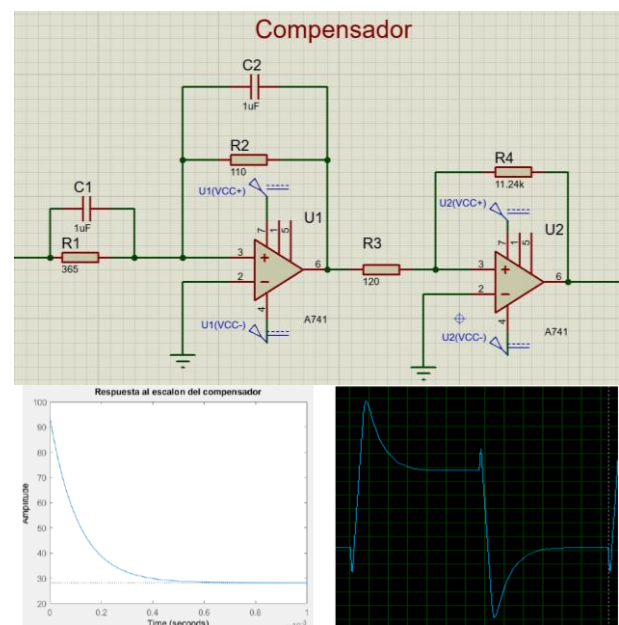 Compensador
C2
1uF
R2
110
U1(VCC+)
U1
7
1
5
3
2
6
4
A741
U1(VCC-)
C1
1uF
R1
365
R3
120
R4
11.24k
U2(VCC+)
U2
7
1
5
3
2
6
4
A741
U2(VCC-)
Respuesta al escalon del compensador
100
90
80
70
60
50
40
30
20
Amplitude
0
0.2
0.4
0.6
0.8
1
Time (seconds)